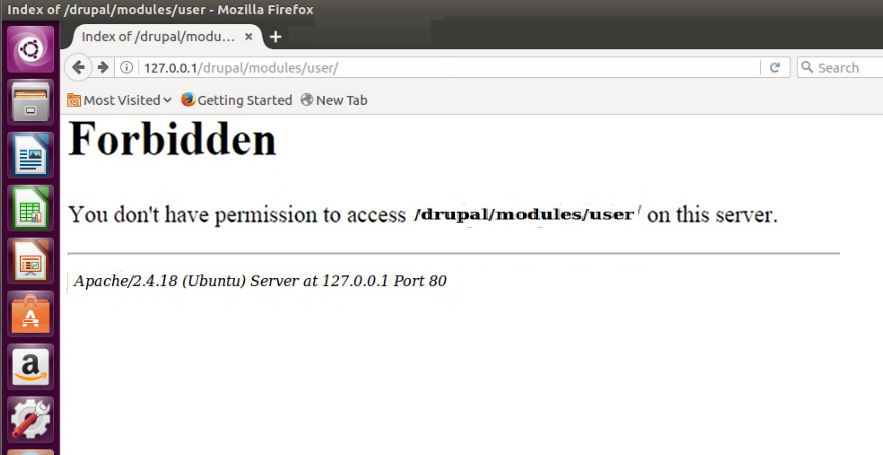 Index of /drupal/modules/user - Mozilla Firefox
Index of /drupal/modu... × +
127.0.0.1/drupal/modules/user/ Search
Most Visited Getting Started New Tab
Forbidden
You don't have permission to access /drupal/modules/user/ on this server.
Apache/2.4.18 (Ubuntu) Server at 127.0.0.1 Port 80